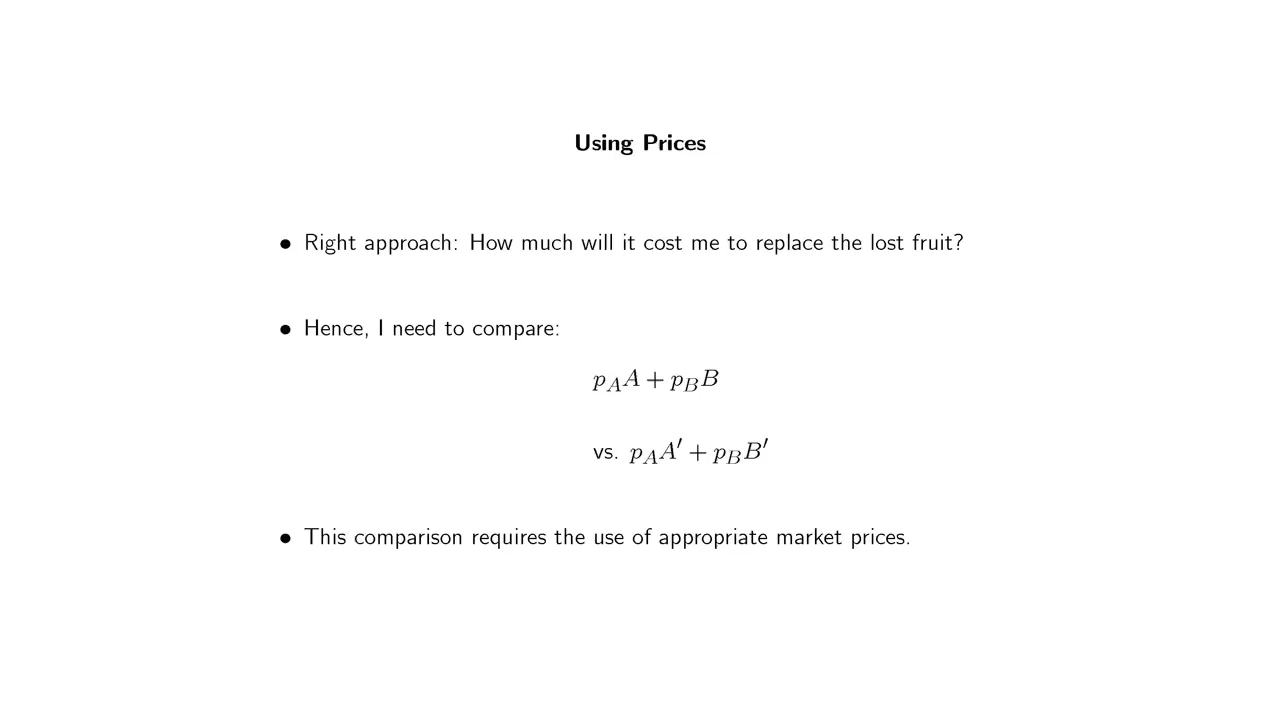 Using Prices
• Right approach: How much will it cost me to replace the lost fruit?
• Hence, I need to compare:
p_A A + p_B B
vs. p_A A′ + p_B B′
• This comparison requires the use of appropriate market prices.